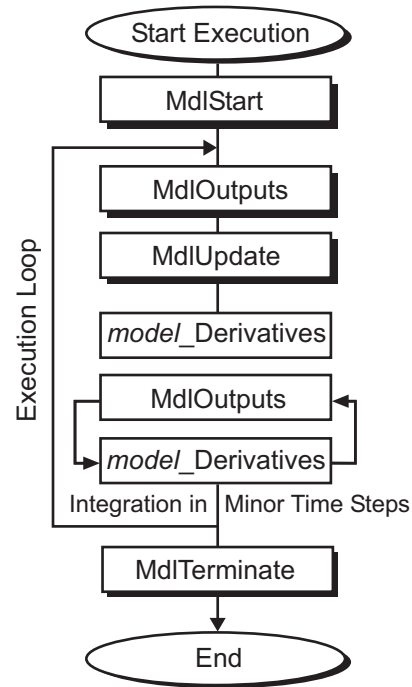 Start Execution
MdlStart
MdlOutputs
MdlUpdate
model_Derivatives
Execution Loop
MdlOutputs
model_Derivatives
Integration in Minor Time Steps
MdlTerminate
End